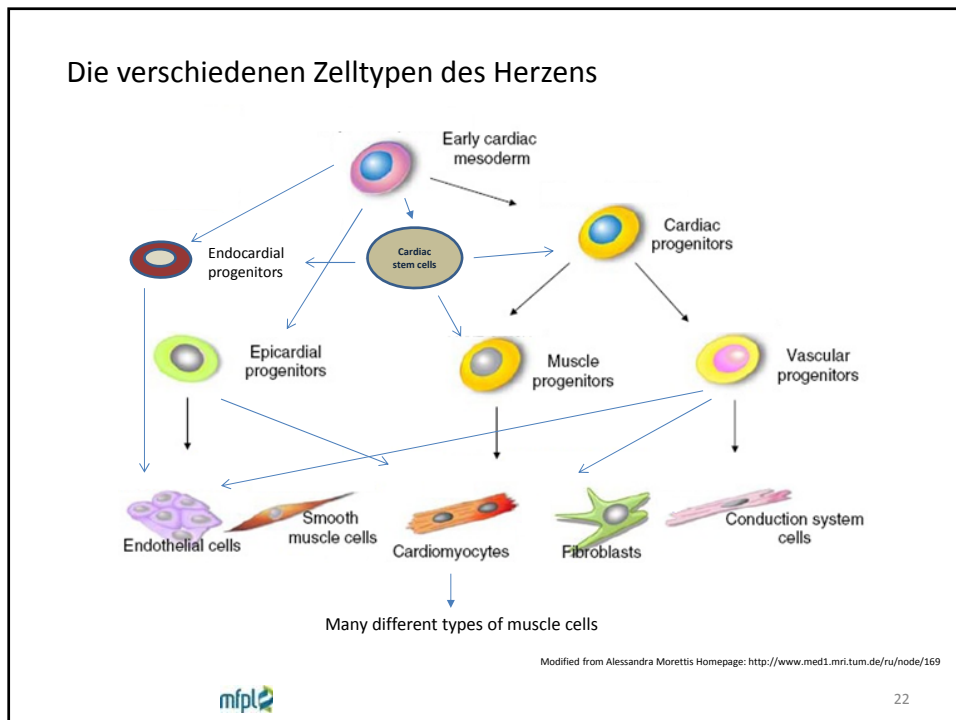 Die verschiedenen Zelltypen des Herzens
Early cardiac
mesoderm
Cardiac
progenitors
Endocardial
progenitors
Cardiac
stem cells
Epicardial
progenitors
Muscle
progenitors
Vascular
progenitors
Endothelial cells
Smooth
muscle cells
Cardiomyocytes
Fibroblasts
Conduction system
cells
Many different types of muscle cells
Modified from Alessandra Morettis Homepage: http://www.med1.mri.tum.de/ru/node/169
mfpl
22